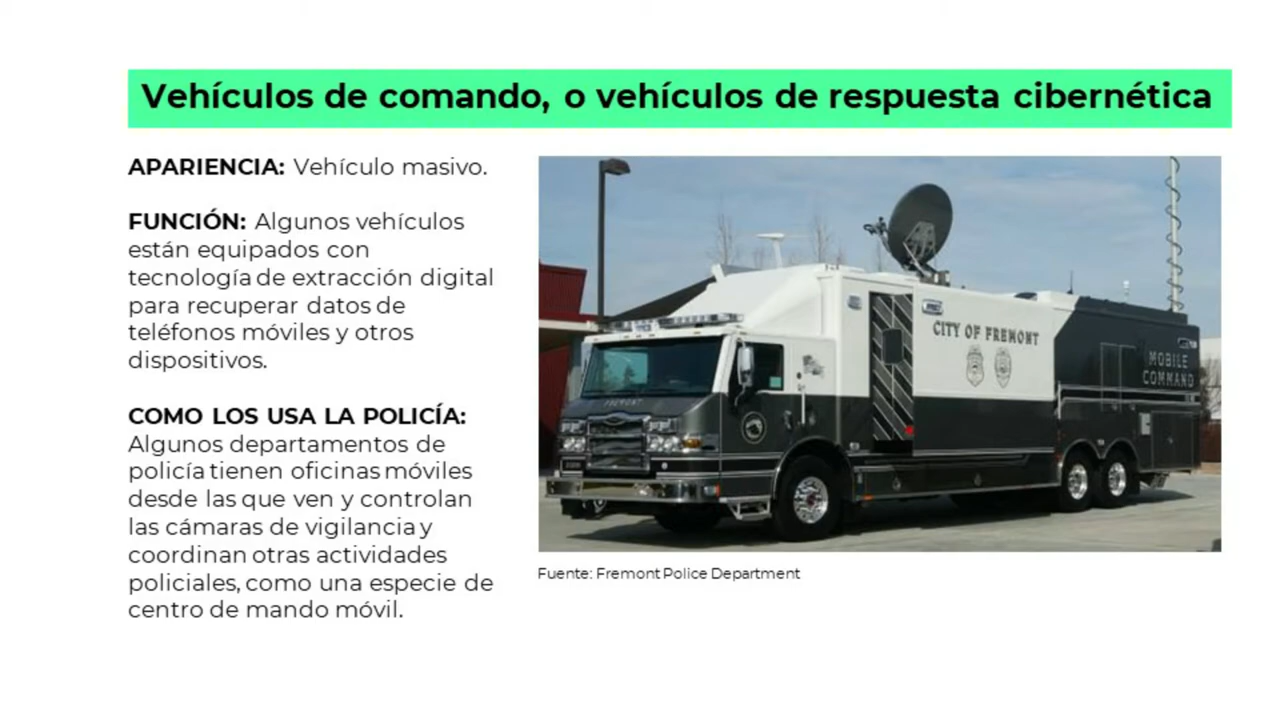 Vehículos de comando, o vehículos de respuesta cibernética
APARIENCIA: Vehículo masivo.
FUNCIÓN: Algunos vehículos
están equipados con
tecnología de extracción digital
para recuperar datos de
teléfonos móviles y otros
dispositivos.
COMO LOS USA LA POLICÍA:
Algunos departamentos de
policía tienen oficinas móviles
desde las que ven y controlan
las cámaras de vigilancia y
coordinan otras actividades
policiales, como una especie de
centro de mando móvil.
CITY OF FREMONT
MOBILE
COMMAND
FREMONT
Fuente: Fremont Police Department